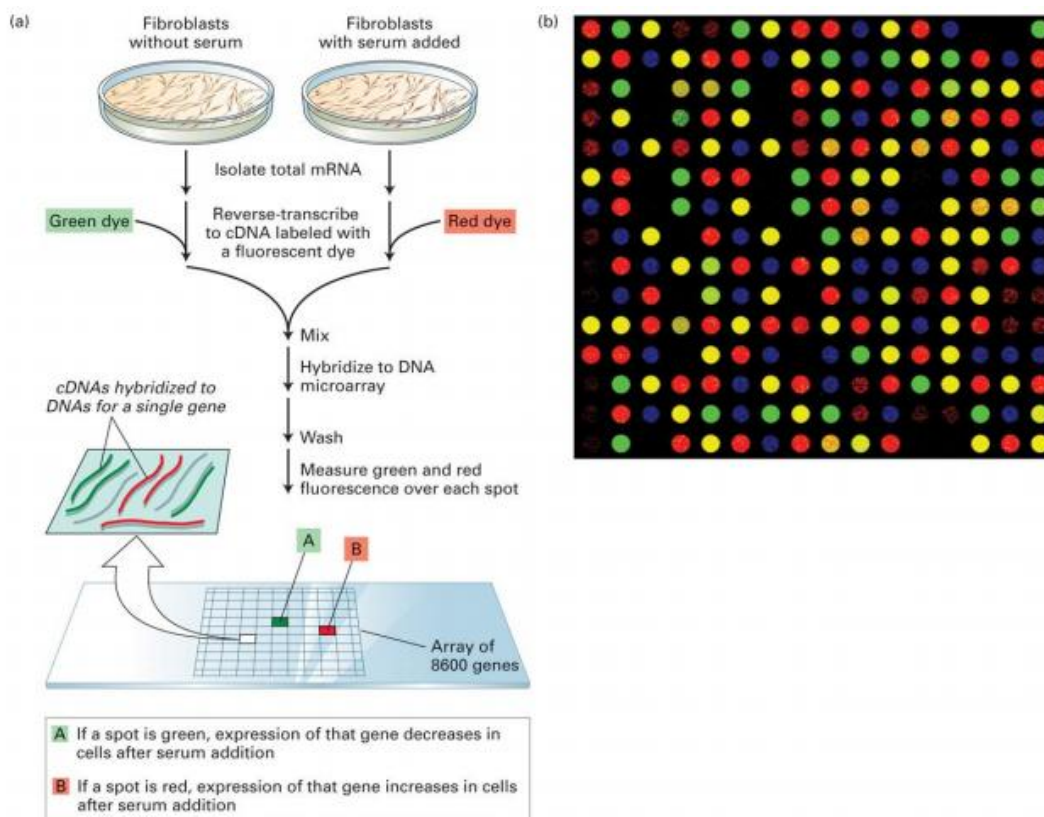 (a)
Fibroblasts
without serum
Fibroblasts
with serum added
Isolate total mRNA
Green dye
Reverse-transcribe
to cDNA labeled with
a fluorescent dye
Red dye
Mix
Hybridize to DNA
microarray
cDNAs hybridized to
DNAs for a single gene
Wash
Measure green and red
fluorescence over each spot
A
B
Array of
8600 genes
A If a spot is green, expression of that gene decreases in
cells after serum addition
B If a spot is red, expression of that gene increases in cells
after serum addition
(b)